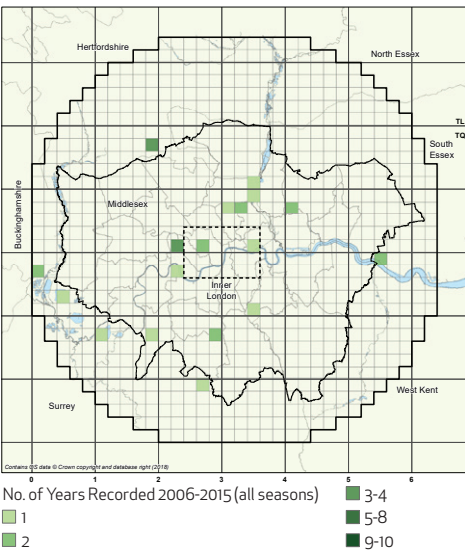 Hertfordshire
North Essex
TL
TQ
South
Essex
Buckinghamshire
Middlesex
Inner
London
Surrey
West Kent
Contains OS data © Crown copyright and database right (2018)
0 1 2 3 4 5 6
No. of Years Recorded 2006-2015 (all seasons)
1
2
3-4
5-8
9-10